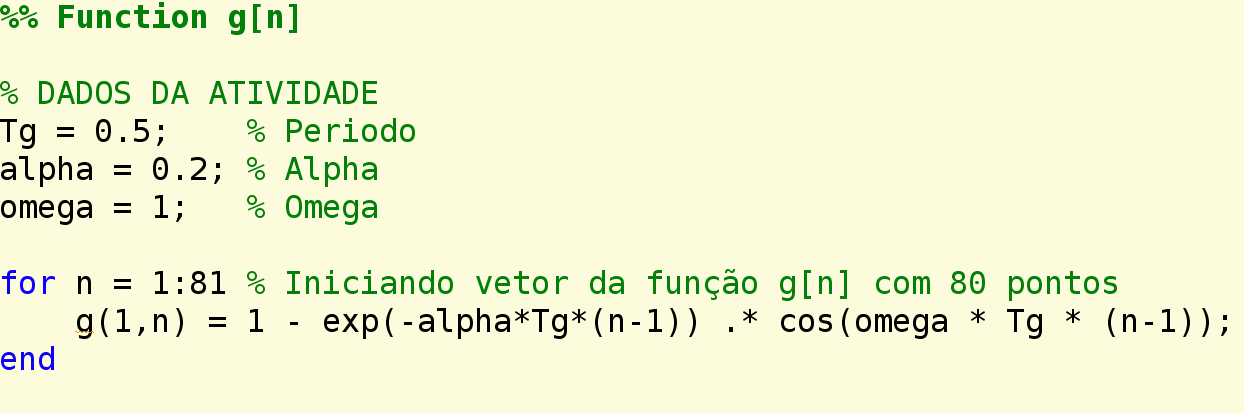 %% Function g[n]
% DADOS DA ATIVIDADE
Tg = 0.5;    % Periodo
alpha = 0.2; % Alpha
omega = 1;   % Omega
for n = 1:81 % Iniciando vetor da função g[n] com 80 pontos
    g(1,n) = 1 - exp(-alpha*Tg*(n-1)) .* cos(omega * Tg * (n-1));
end